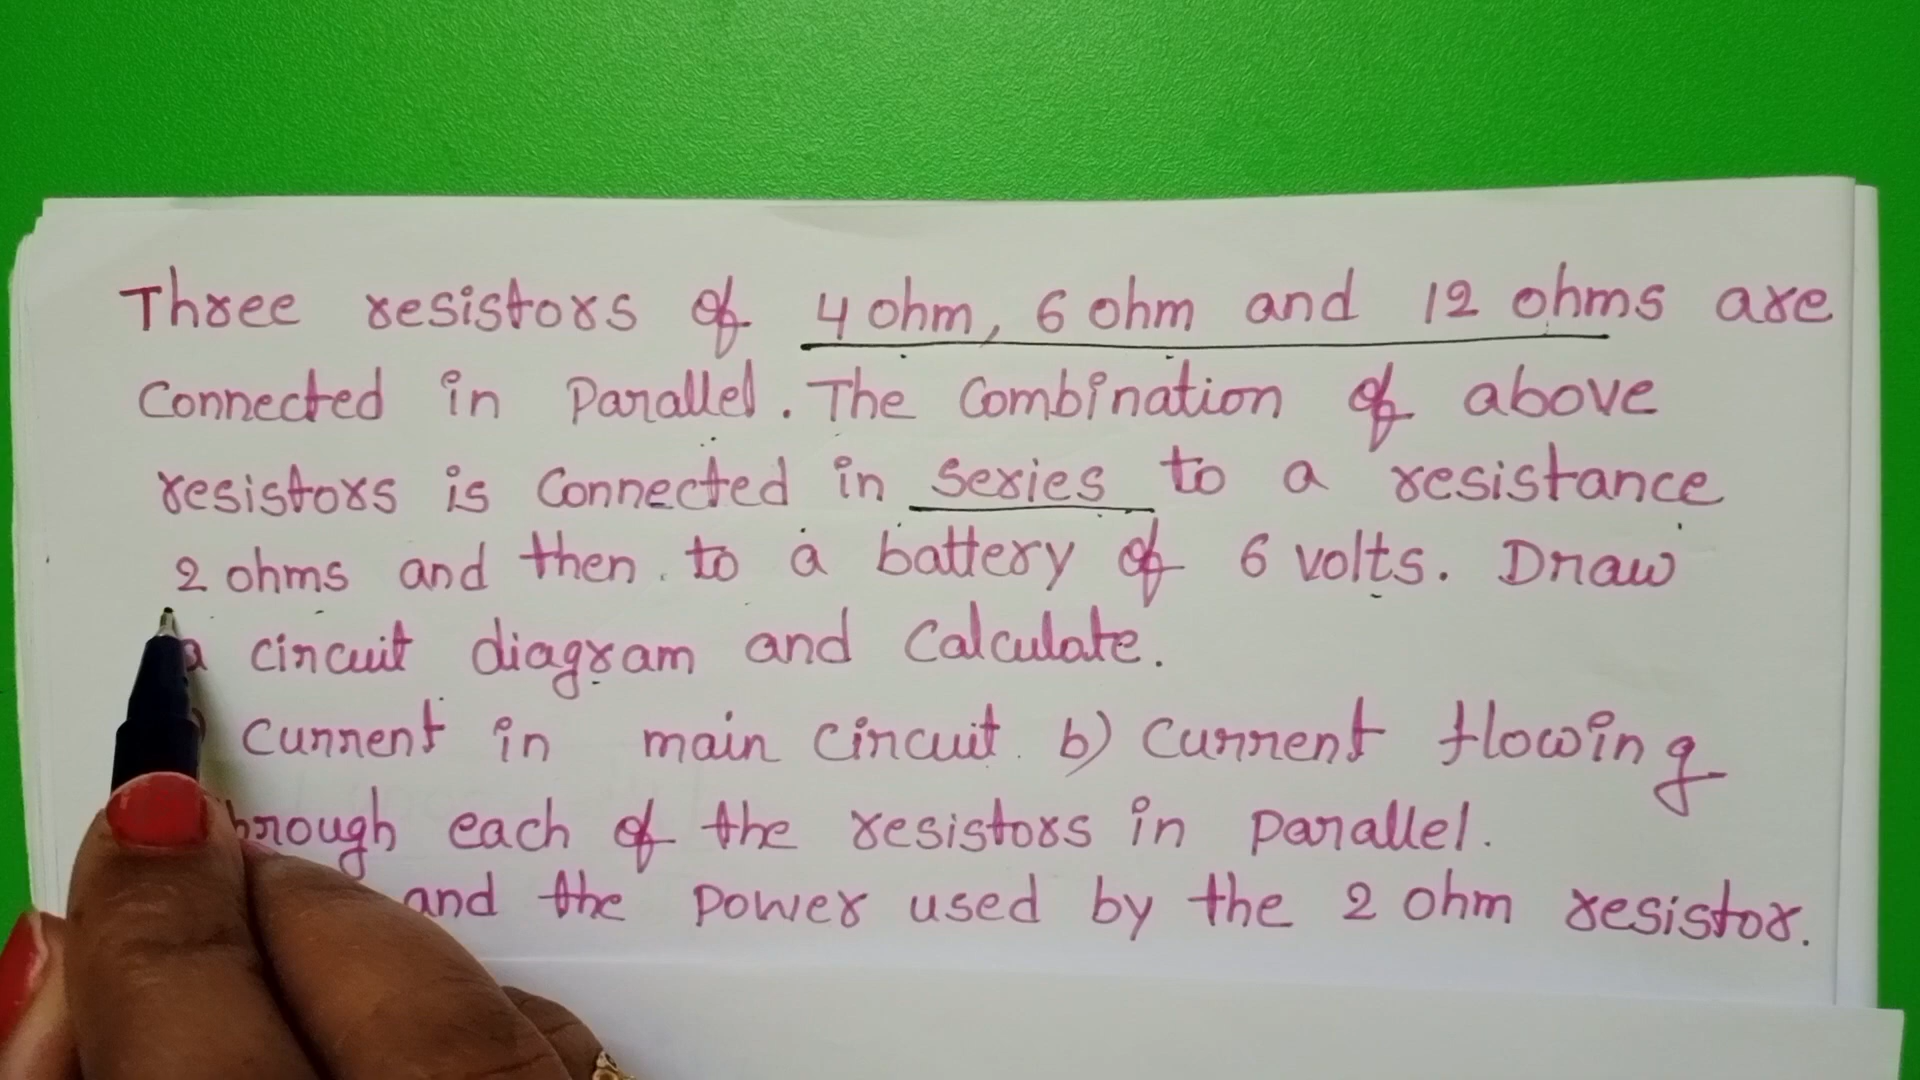 Three resistors of 4 ohm, 6 ohm and 12 ohms are
Connected in Parallel. The Combination of above
resistors is Connected in series to a resistance
2 ohms and then to a battery of 6 volts. Draw
a circuit diagram and Calculate.
Current in main Circuit. b) Current flowing
each of the resistors in parallel.
and the power used by the 2 ohm resistor.